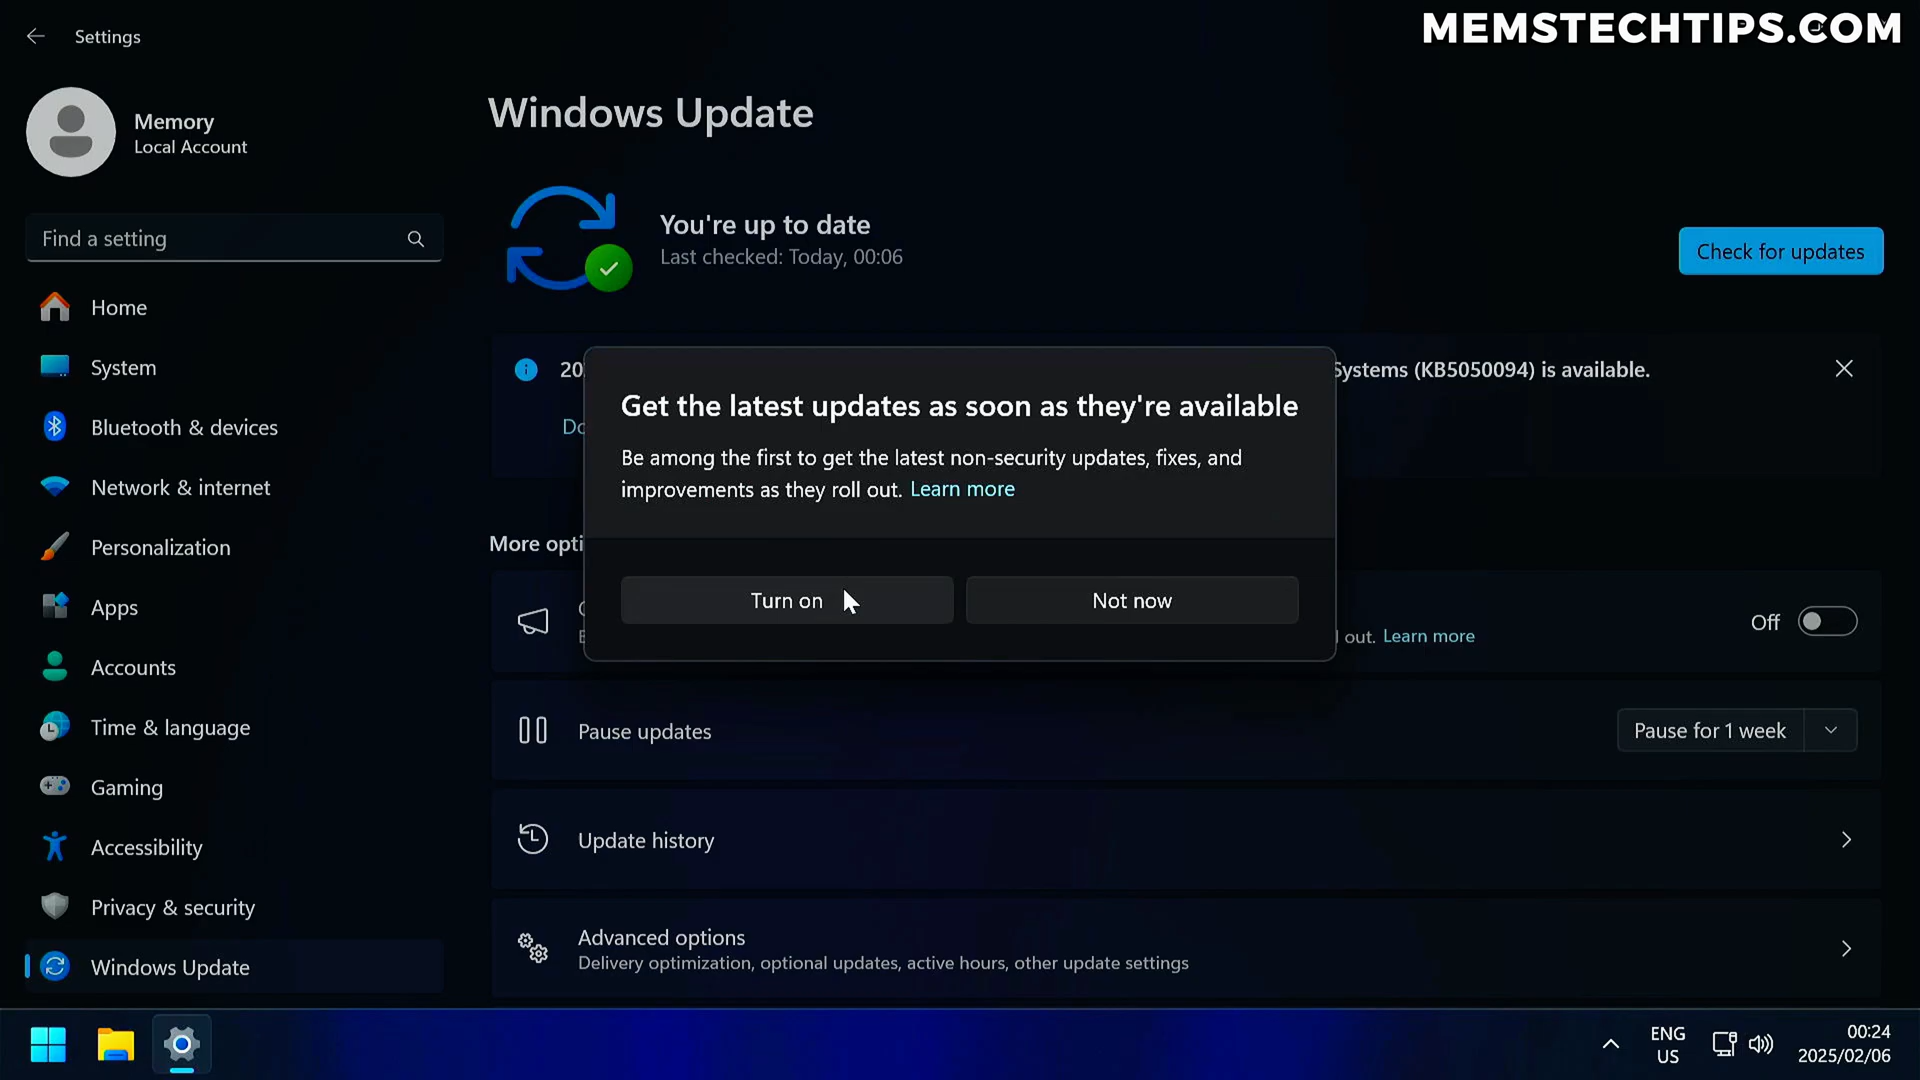 MEMSTECHTIPS.COM
Settings
Memory
Local Account
Find a setting
Home
System
Bluetooth & devices
Network & internet
Personalization
Apps
Accounts
Time & language
Gaming
Accessibility
Privacy & security
Windows Update
Windows Update
You're up to date
Last checked: Today, 00:06
Check for updates
20
Systems (KB5050094) is available.
Get the latest updates as soon as they're available
Be among the first to get the latest non-security updates, fixes, and
improvements as they roll out. Learn more
Turn on
Not now
More opti
out. Learn more
Off
Pause updates
Pause for 1 week
Update history
Advanced options
Delivery optimization, optional updates, active hours, other update settings
ENG
US
00:24
2025/02/06